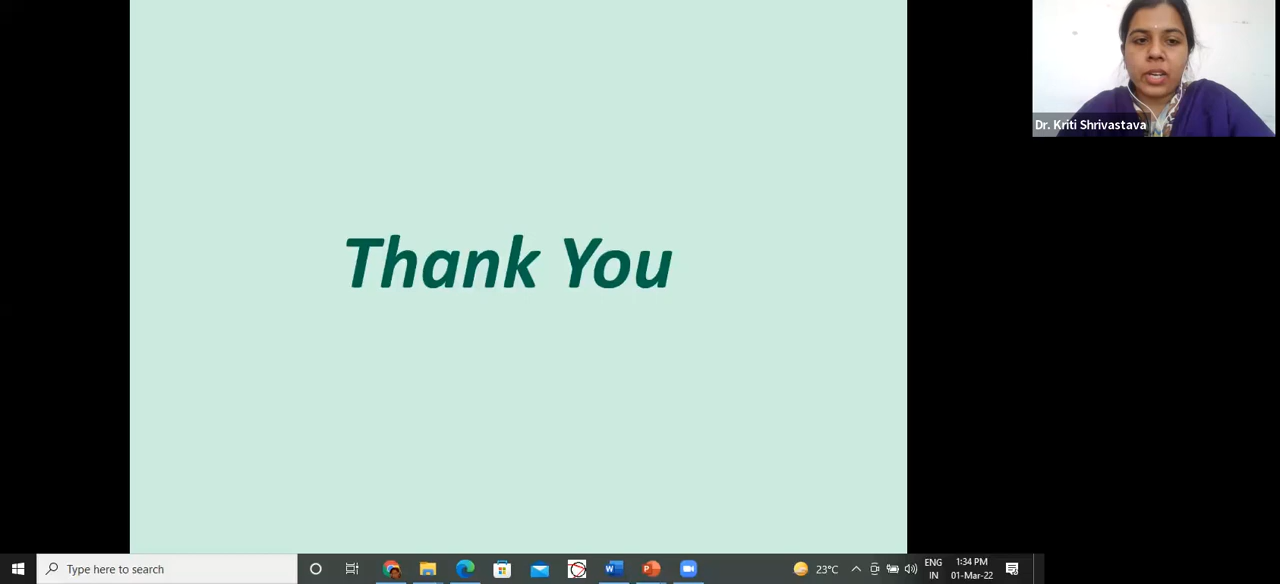 Thank You
Dr. Kriti Shrivastava
Type here to search
23°C
ENG
IN
1:34 PM
01-Mar-22